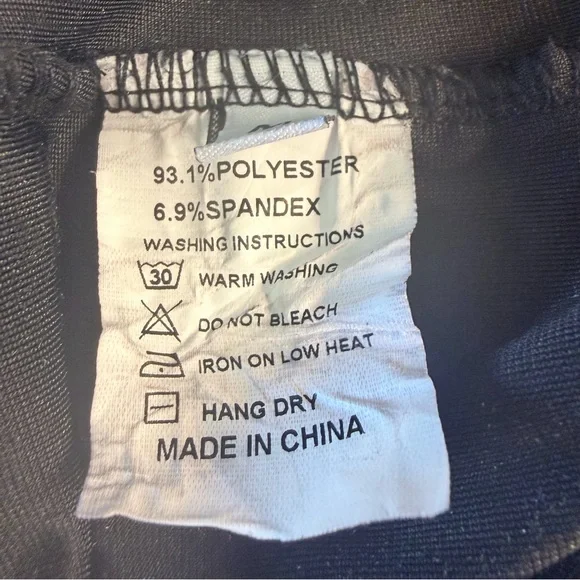 93.1%POLYESTER
6.9%SPANDEX
WASHING INSTRUCTIONS
30 WARM WASHING
DO NOT BLEACH
IRON ON LOW HEAT
HANG DRY
MADE IN CHINA